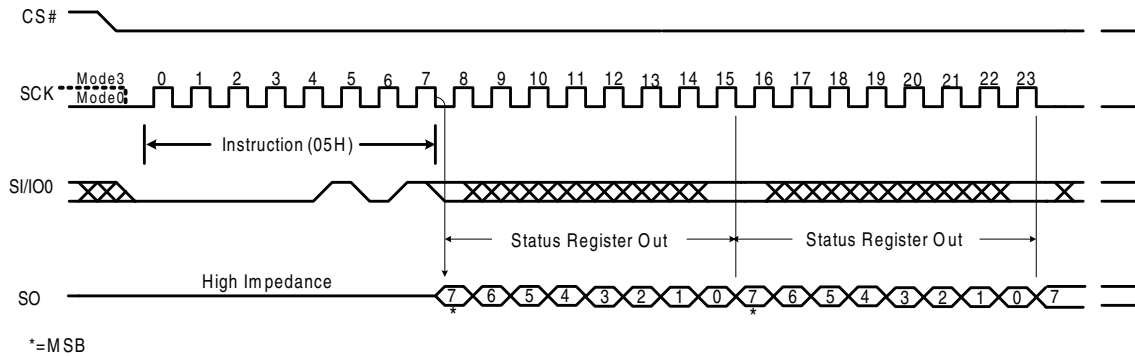 CS#
Mode3
SCK Mode0
0 1 2 3 4 5 6 7 8 9 10 11 12 13 14 15 16 17 18 19 20 21 22 23
Instruction (05H)
SI/IO0
Status Register Out Status Register Out
High Impedance
SO 7 6 5 4 3 2 1 0 7 6 5 4 3 2 1 0 7
* *
*=MSB